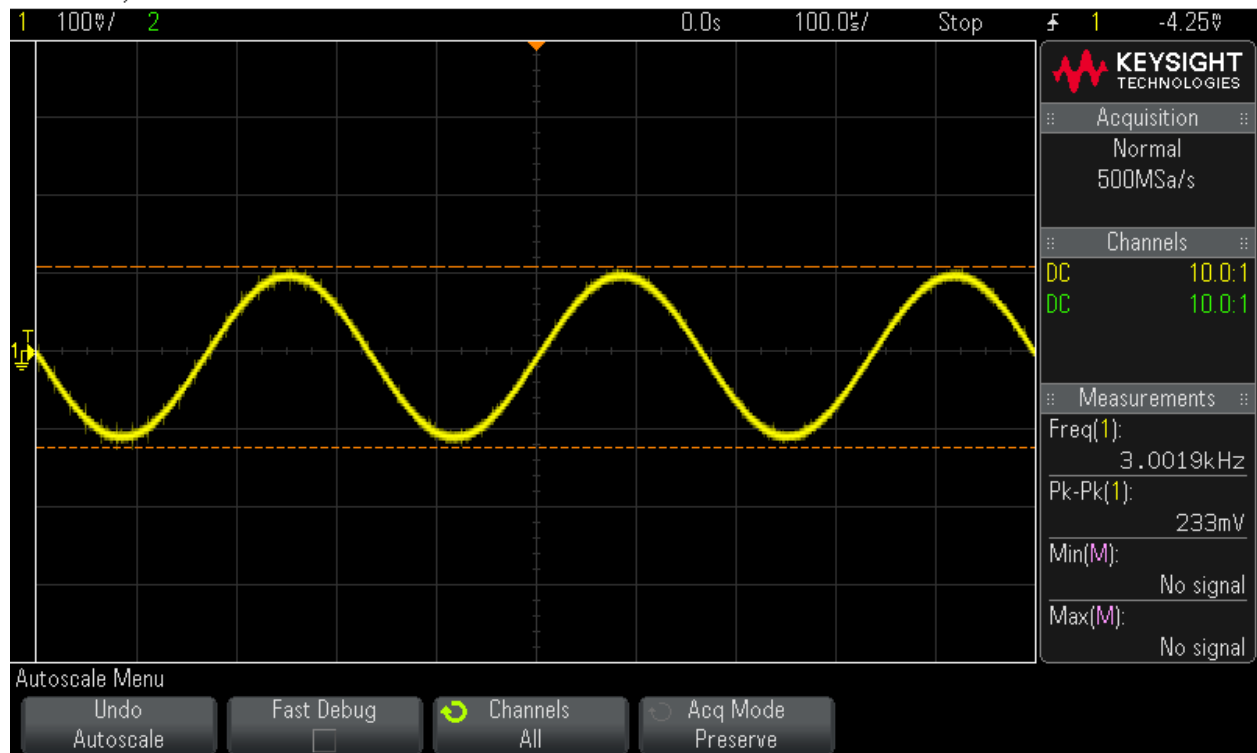 1 100mV/ 2 0.0s 100.0us/ Stop 1 -4.25mV
KEYSIGHT
TECHNOLOGIES
Acquisition
Normal
500MSa/s
Channels
DC 10.0:1
DC 10.0:1
T
1
Measurements
Freq(1):
3.0019kHz
Pk-Pk(1):
233mV
Min(M):
No signal
Max(M):
No signal
Autoscale Menu
Undo Autoscale
Fast Debug
Channels
All
Acq Mode
Preserve